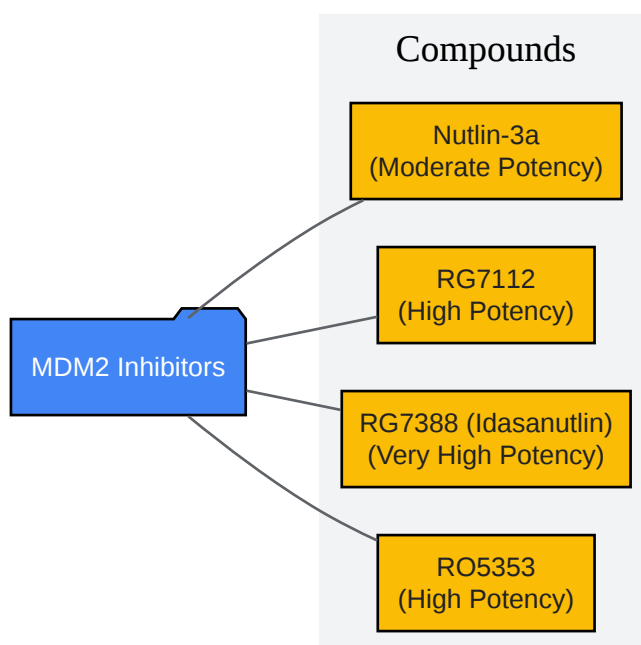 Compounds
Nutlin-3a
(Moderate Potency)
RG7112
(High Potency)
MDM2 Inhibitors
RG7388 (Idasanutlin)
(Very High Potency)
RO5353
(High Potency)